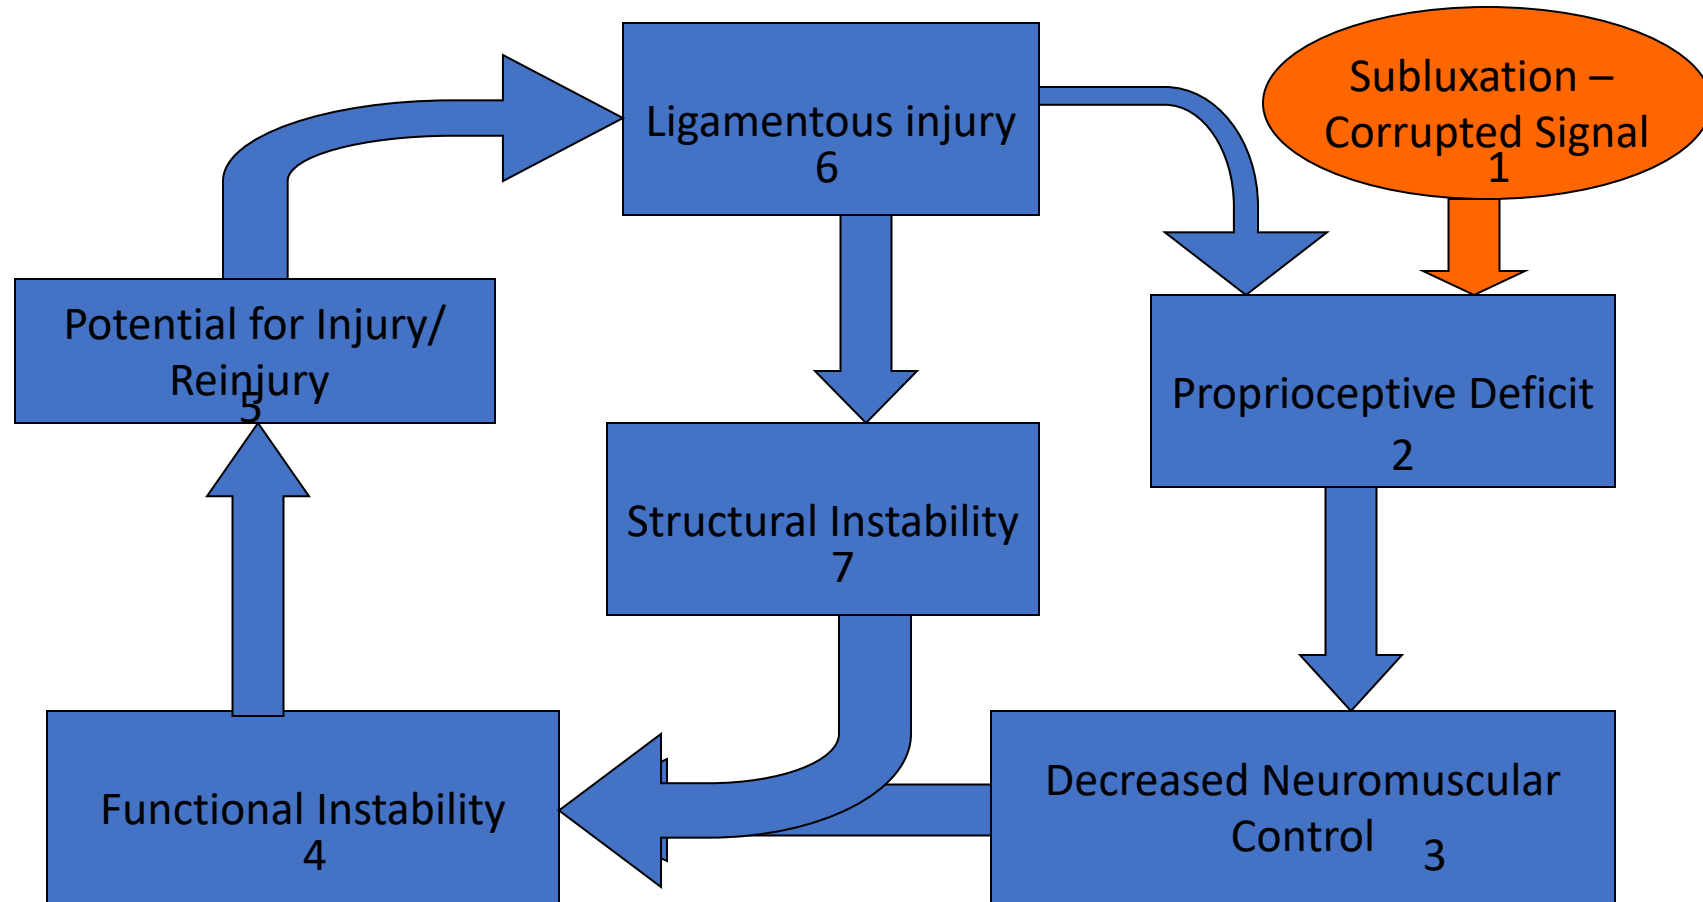 Subluxation –
Corrupted Signal
1
Ligamentous injury
6
Potential for Injury/
Reinjury
5
Proprioceptive Deficit
2
Structural Instability
7
Functional Instability
4
Decreased Neuromuscular
Control 3